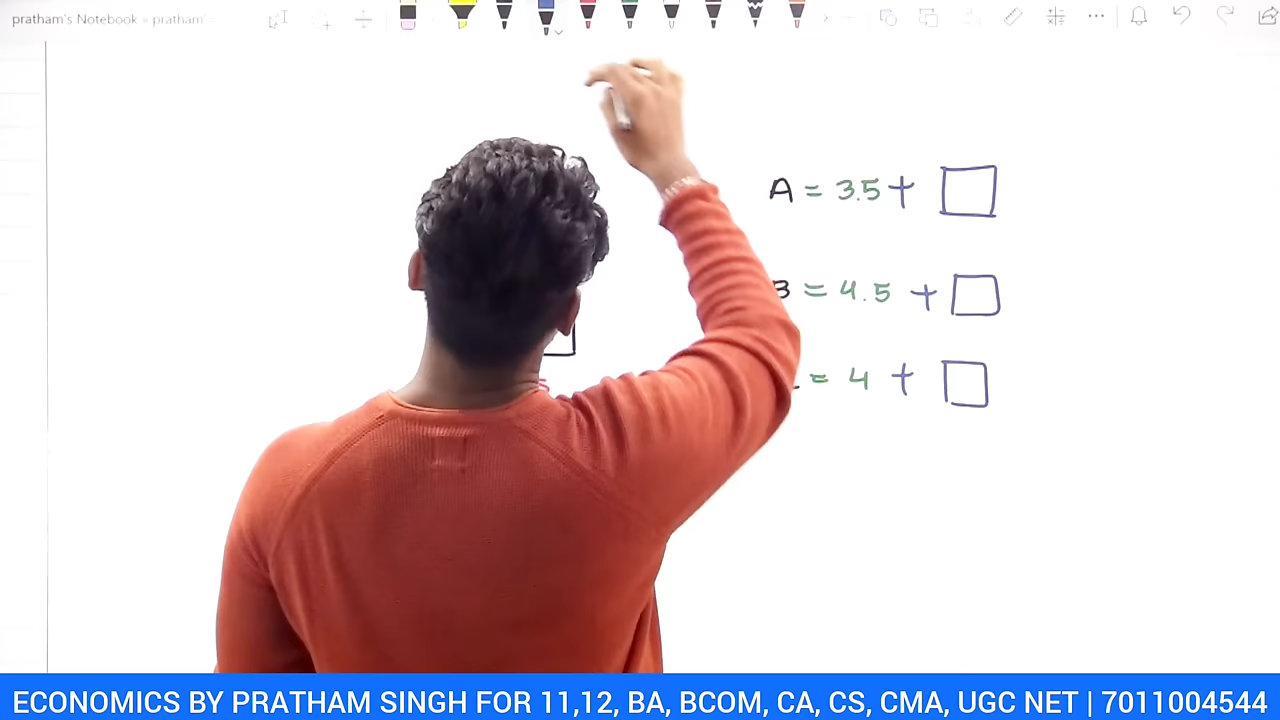 pratham's Notebook » pratham's
A = 3.5 + □
B = 4.5 + □
= 4 + □
ECONOMICS BY PRATHAM SINGH FOR 11,12, BA, BCOM, CA, CS, CMA, UGC NET | 7011004544